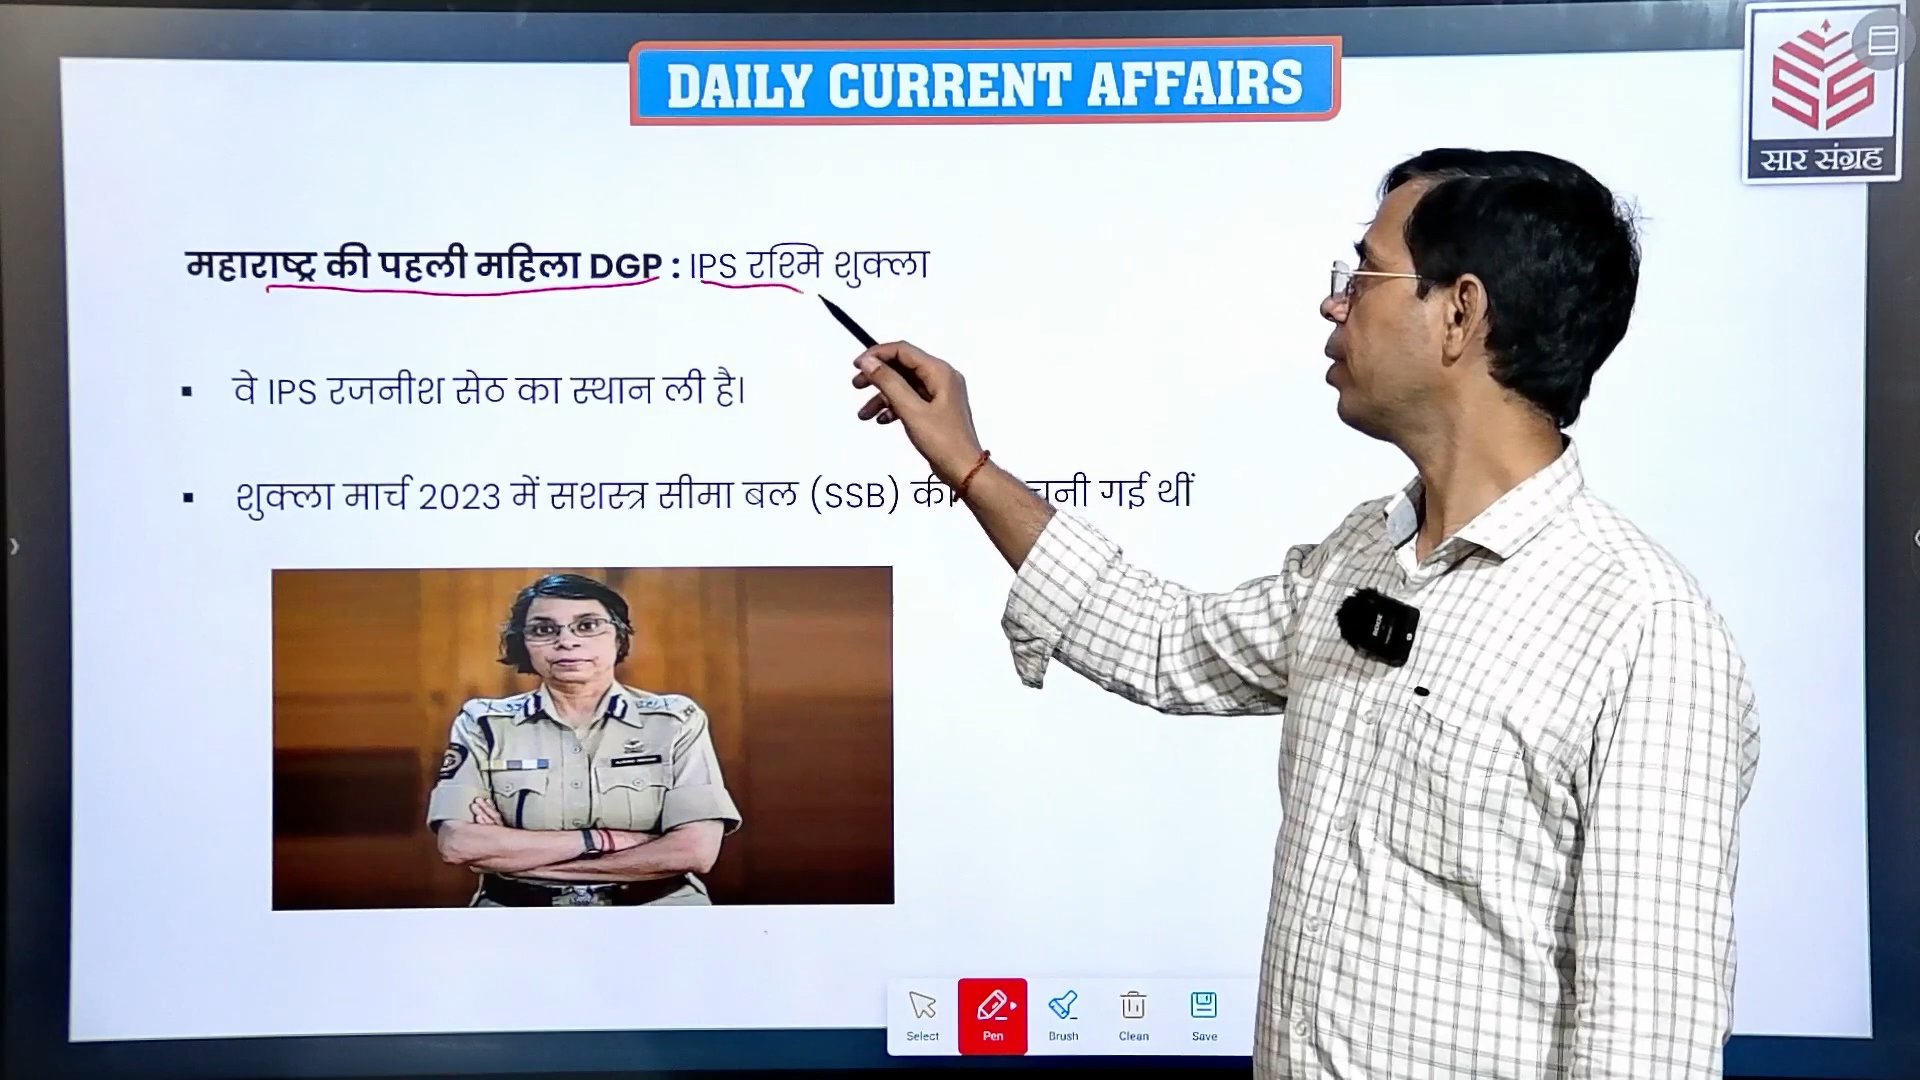 DAILY CURRENT AFFAIRS
सार संग्रह
महाराष्ट्र की पहली महिला DGP : IPS रश्मि शुक्ला
▪ वे IPS रजनीश सेठ का स्थान ली है।
▪ शुक्ला मार्च 2023 में सशस्त्र सीमा बल (SSB) की गई थीं
Select
Pen
Brush
Clean
Save